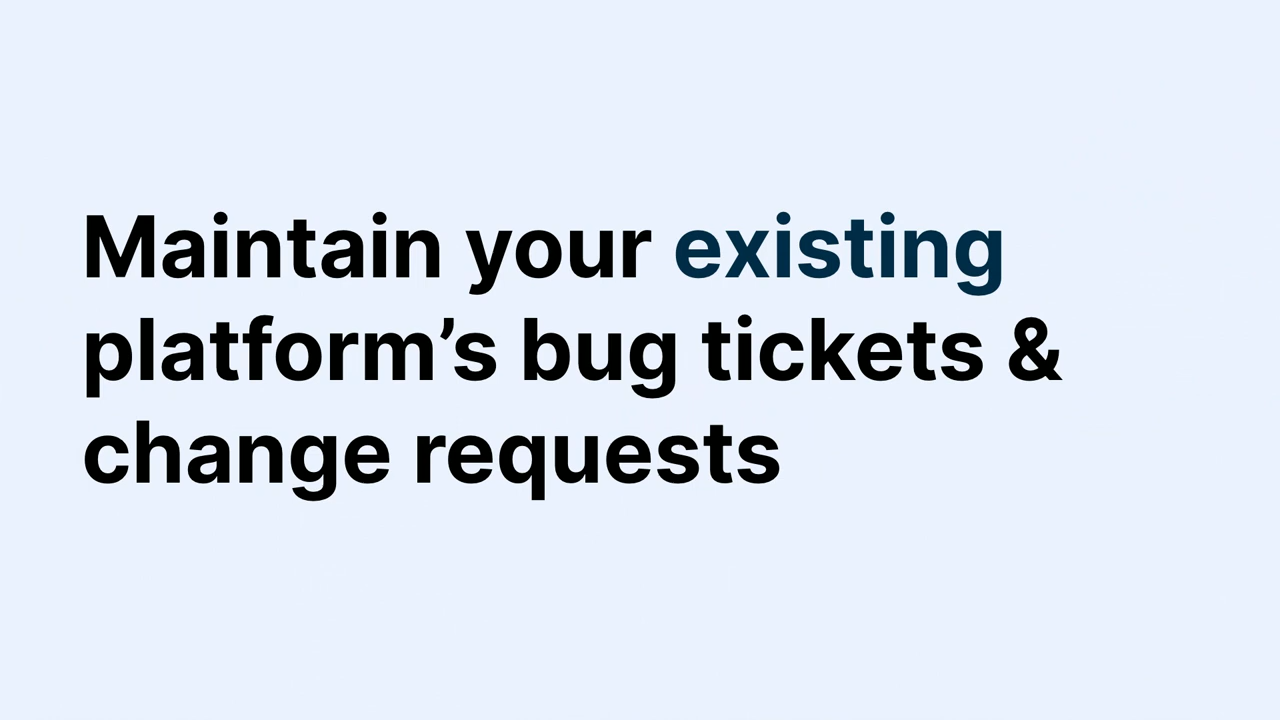 Maintain your existing
platform’s bug tickets &
change requests